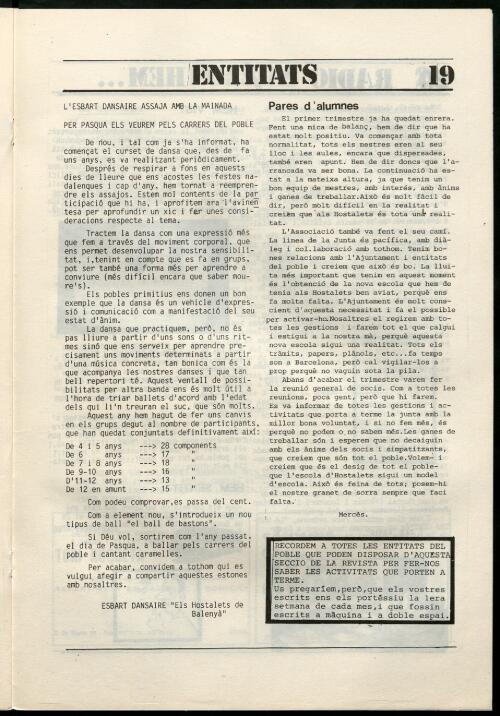 ENTITATS 19
L'ESBART DANSAIRE ASSAJA AMB LA MAINADA
PER PASQUA ELS VEUREM PELS CARRERS DEL POBLE
De nou, i tal com ja s'ha informat, ha
començat el curset de dansa que, des de fa
uns anys, es va realitzant periòdicament.
Després de respirar a fons en aquests
dies de lleure que ens acostes les festes na-
dalenques i cap d'any, hem tornat a reempren-
dre els assajos. Estem mol contents de la par
ticipació que hi ha, i aprofitem ara l'avinen
tesa per aprofundir un xic i fer unes consi-
deracions respecte al tema.
Tractem la dansa com una expressió més
que fem a través del moviment corporal, que
ens permet desenvolupar la nostra sensibili-
tat, i,tenint en compte que es fa en grups,
pot ser també una forma més per aprendre a
conviure (més difícil encara que saber mou-
re's).
Els pobles primitius ens donen un bon
exemple que la dansa és un vehicle d'expres-
sió i comunicació com a manifestació del seu
estat d'ànim.
La dansa que practiquem, però, no és
pas lliure a partir d'uns sons o d'uns rit-
mes sinó que ens serveix per aprendre pre-
cisament uns moviments determinats a partir
d'una música concreta, tan bonica com és la
que acompanya les nostres danses i que tan
bell repertori té. Aquest ventall de possi-
bilitats per altra banda ens és molt útil a
l'hora de triar ballets d'acord amb l'edat
dels qui li'n treuran el suc, que són molts.
Aquest any hem hagut de fer uns canvis
en els grups degut al nombre de participants,
que han quedat conjuntats definitivament així:
De 4 i 5 anys ---> 28 components
De 6 anys ---> 17 "
De 7 i 8 anys ---> 18 "
De 9-10 anys ---> 16 "
D'11-12 anys ---> 13 "
De 12 en amunt ---> 15 "
Com podeu comprovar,es passa del cent.
Com a element nou, s'introdueix un nou
tipus de ball "el ball de bastons".
Si Déu vol, sortirem com l'any passat,
el dia de Pasqua, a ballar pels carrers del
poble i cantant caramelles.
Per acabar, convidem a tothom qui es
vulgui afegir a compartir aquestes estones
amb nosaltres.
ESBART DANSAIRE "Els Hostalets de
Balenyà"
Pares d'alumnes
El primer trimestre ja ha quedat enrera.
Fent una mica de balanç, hem de dir que ha
estat molt positiu. Va començar amb tota
normalitat, tots els mestres eren al seu
lloc i les aules, encara que dispersades,
també eren apunt. Hem de dir doncs que l'a-
rrancada va ser bona. La continuació ha es-
tat a la mateixa altura, ja que tenim un
bon equip de mestres, amb interés, amb ànims
i ganes de treballar.Això és molt fàcil de
dir, però molt difícil en la realitat i
creiem que als Hostalets és tota una reali-
tat.
L'Associació també va fent el seu camí.
La linea de la Junta és pacífica, amb dià-
leg i col.laboració amb tothom. Tenim bo-
nes relacions amb l'Ajuntament i entitats
del poble i creiem que això és bo. La llui-
ta més important que tenim en aquest moment
és l'obtenció de la nova escola que hem de
tenia als Hostalets ben aviat, perquè ens
fa molta falta. L'Ajuntament és molt cons-
cient d'aquesta necessitat i fà el possible
per activar-ho.Nosaltres el regirem amb to-
tes les gestions i farem tot el que calgui
i estigui a la nostra mà, perquè aquesta
nova escola sigui una realitat. Tots els
tràmits, papers, plànols, etc...fa temps
son a Barcelona, però cal vigilar-los a
prop perquè no vaguin sota la pila.
Abans d'acabar el trimestre varem fer
la reunió general de socis. Com a totes les
reunions, poca gent, però que hi farem.
Es va informar de totes les gestions i ac-
tivitats que porta a terme la junta amb la
millor bona voluntat, i si no fem més, és
perquè no podem o no sabem més.Les ganes de
treballar són i esperem que no decaiguin
amb els ànims dels socis i simpatitzants,
que creiem que són tot el poble.Volem- i
creiem que és el desig de tot el poble-
que l'escola d'Hostalets sigui un model
d'escola. Això és feina de tots; posem-hi
el nostre granet de sorra sempre que faci
falta.
Mercès.
RECORDEM A TOTES LES ENTITATS DEL
POBLE QUE PODEN DISPOSAR D'AQUESTA
SECCIO DE LA REVISTA PER FER-NOS
SABER LES ACTIVITATS QUE PORTEN A
TERME.
Us pregaríem,però,que els vostres
escrits ens els portéssiu la 1era
setmana de cada mes,i que fossin
escrits a màquina i a doble espai.